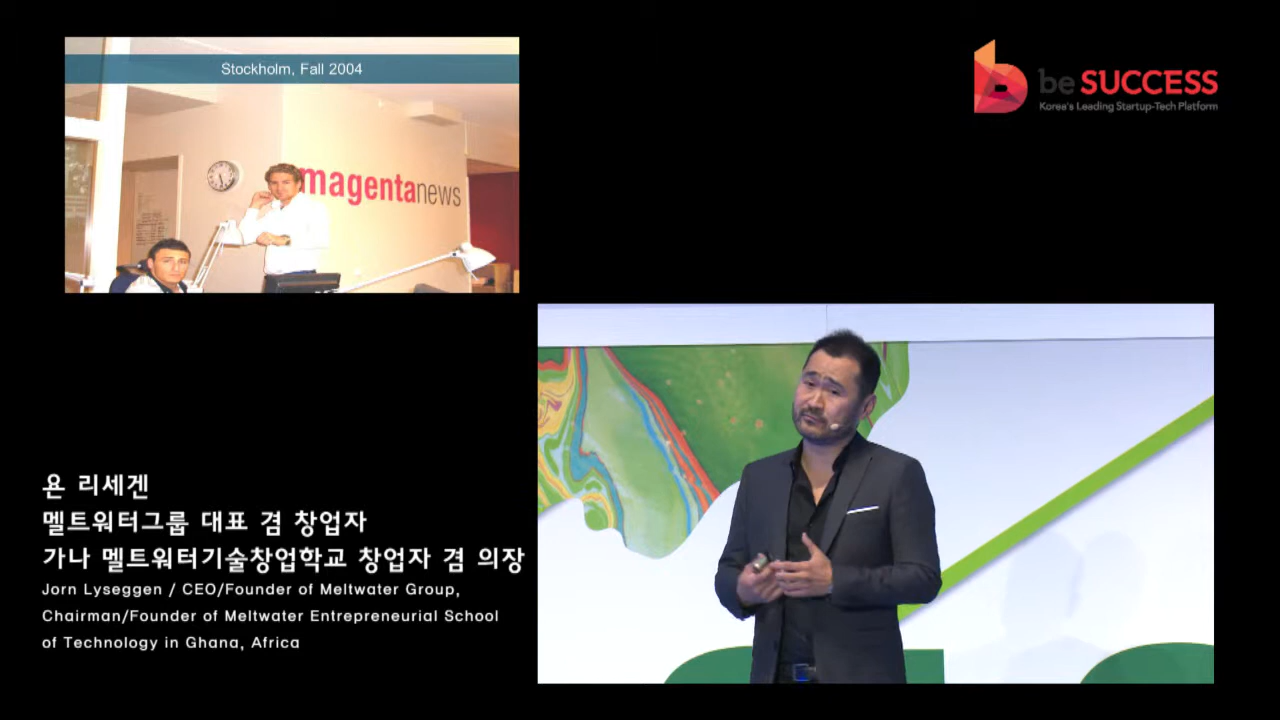 Stockholm, Fall 2004
magentanews
be SUCCESS
Korea's Leading Startup-Tech Platform
욘 리세겐
멜트워터그룹 대표 겸 창업자
가나 멜트워터기술창업학교 창업자 겸 의장
Jorn Lyseggen / CEO/Founder of Meltwater Group,
Chairman/Founder of Meltwater Entrepreneurial School
of Technology in Ghana, Africa